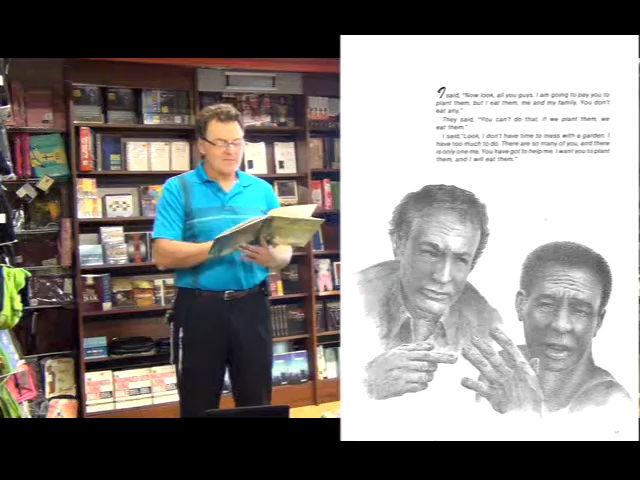 I said, "Now look, all you guys, I am going to pay you to
plant them, but I eat them, me and my family. You don't
eat any."
They said, "You can't do that. If we plant them, we
eat them."
I said, "Look, I don't have time to mess with a garden, I
have too much to do. There are so many of you, and there
is only one me. You have got to help me. I want you to plant
them, and I will eat them."